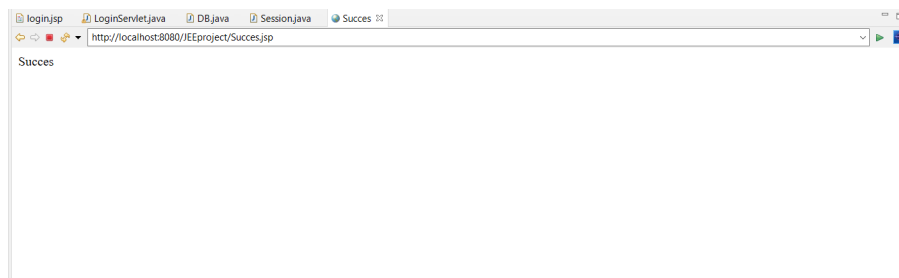 login.jsp LoginServlet.java DB.java Session.java Succes
http://localhost:8080/JEEproject/Succes.jsp
Succes